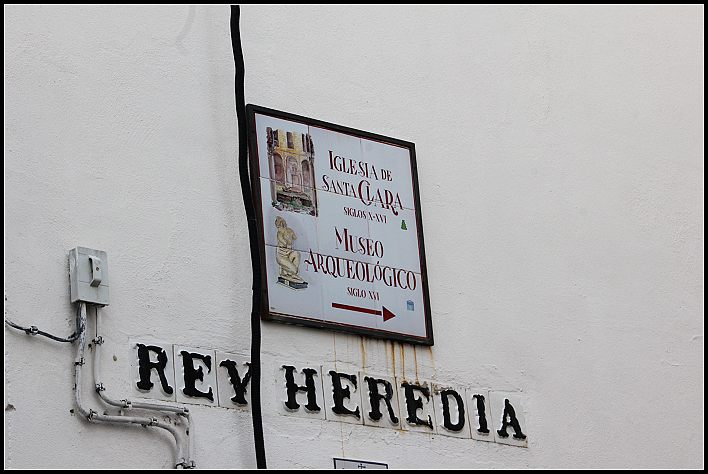 IGLESIA DE
SANTA CLARA
SIGLOS X-XVI
MUSEO
ARQUEOLÓGICO
SIGLO XVI
REY HEREDIA